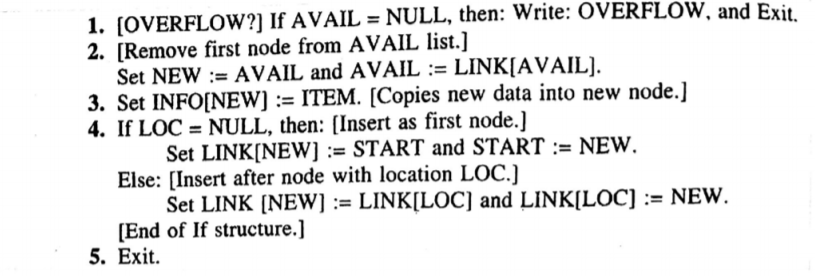 1. [OVERFLOW?] If AVAIL = NULL, then: Write: OVERFLOW, and Exit.
2. [Remove first node from AVAIL list.]
Set NEW := AVAIL and AVAIL := LINK[AVAIL].
3. Set INFO[NEW] := ITEM. [Copies new data into new node.]
4. If LOC = NULL, then: [Insert as first node.]
Set LINK[NEW] := START and START := NEW.
Else: [Insert after node with location LOC.]
Set LINK [NEW] := LINK[LOC] and LINK[LOC] := NEW.
[End of If structure.]
5. Exit.